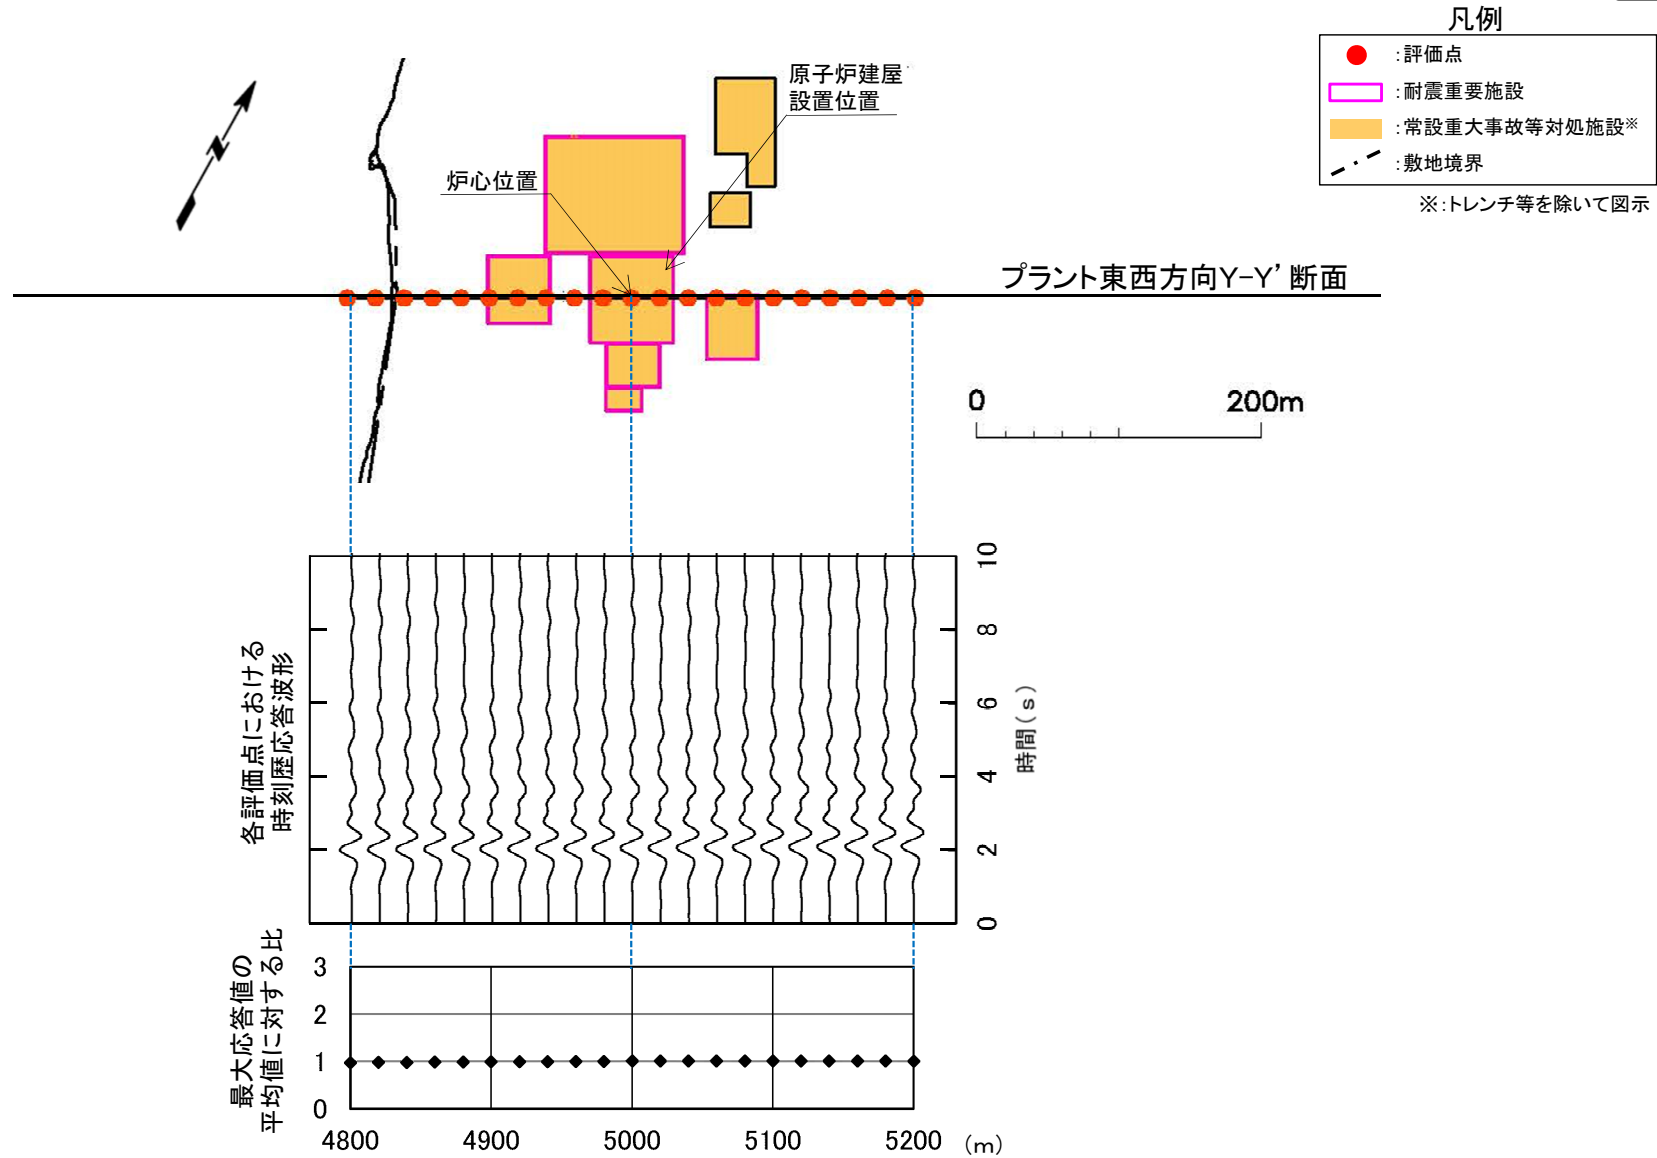 凡例
:評価点
:耐震重要施設
:常設重大事故等対処施設※
:敷地境界
※:トレンチ等を除いて図示
原子炉建屋
設置位置
炉心位置
N
プラント東西方向Y-Y’断面
0 200m
各評価点における
時刻歴応答波形
10
8
6
4
2
0
時間(s)
最大応答値の
平均値に対する比
3
2
1
0
4800 4900 5000 5100 5200 (m)